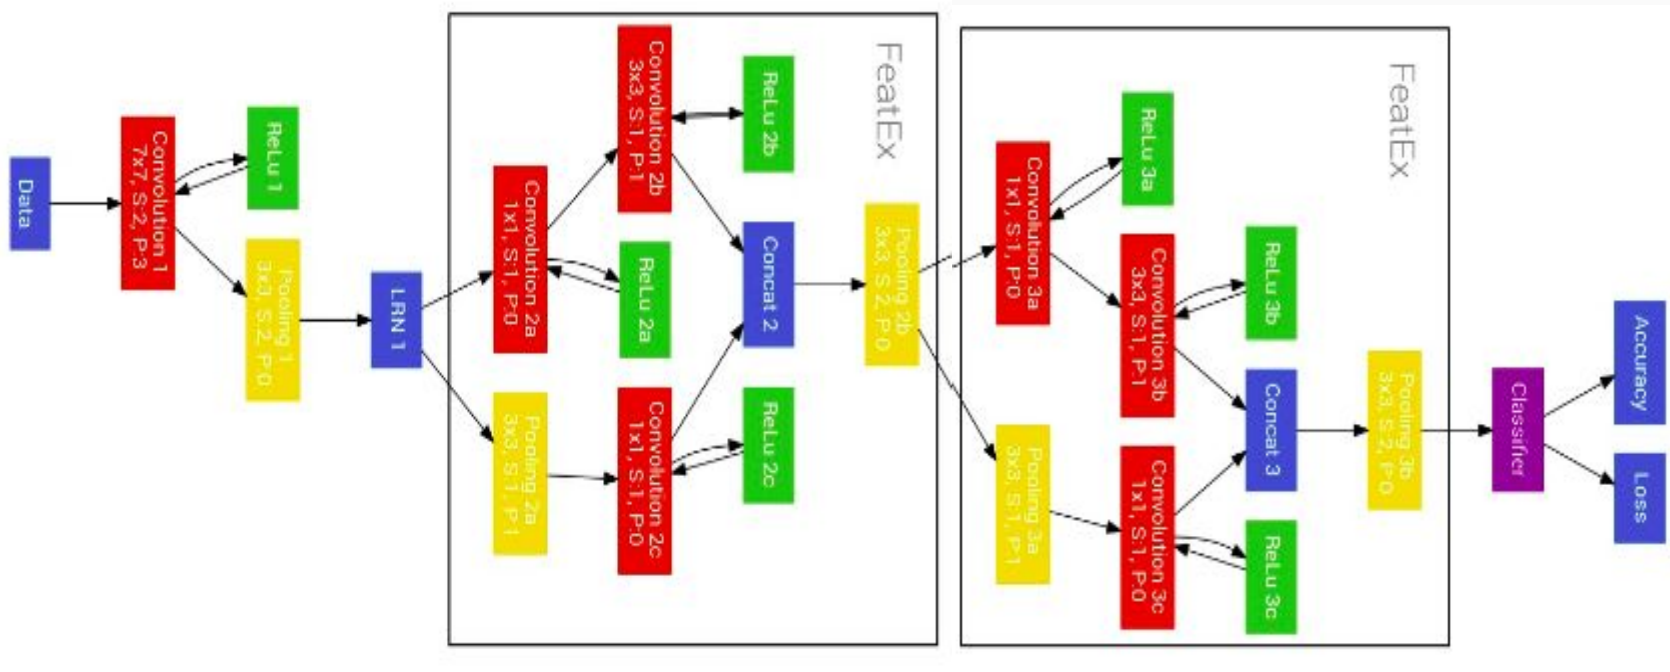 Data
Convolution 1
7x7, S:2, P:3
ReLu 1
Pooling 1
3x3, S:2, P:0
LRN 1
FeatEx
Convolution 2a
1x1, S:1, P:0
ReLu 2a
Convolution 2b
3x3, S:1, P:1
ReLu 2b
Pooling 2a
3x3, S:1, P:1
Convolution 2c
1x1, S:1, P:0
ReLu 2c
Concat 2
Pooling 2b
3x3, S:2, P:0
FeatEx
Convolution 3a
1x1, S:1, P:0
ReLu 3a
Convolution 3b
3x3, S:1, P:1
ReLu 3b
Pooling 3a
3x3, S:1, P:1
Convolution 3c
1x1, S:1, P:0
ReLu 3c
Concat 3
Pooling 3b
3x3, S:2, P:0
Classifier
Accuracy
Loss